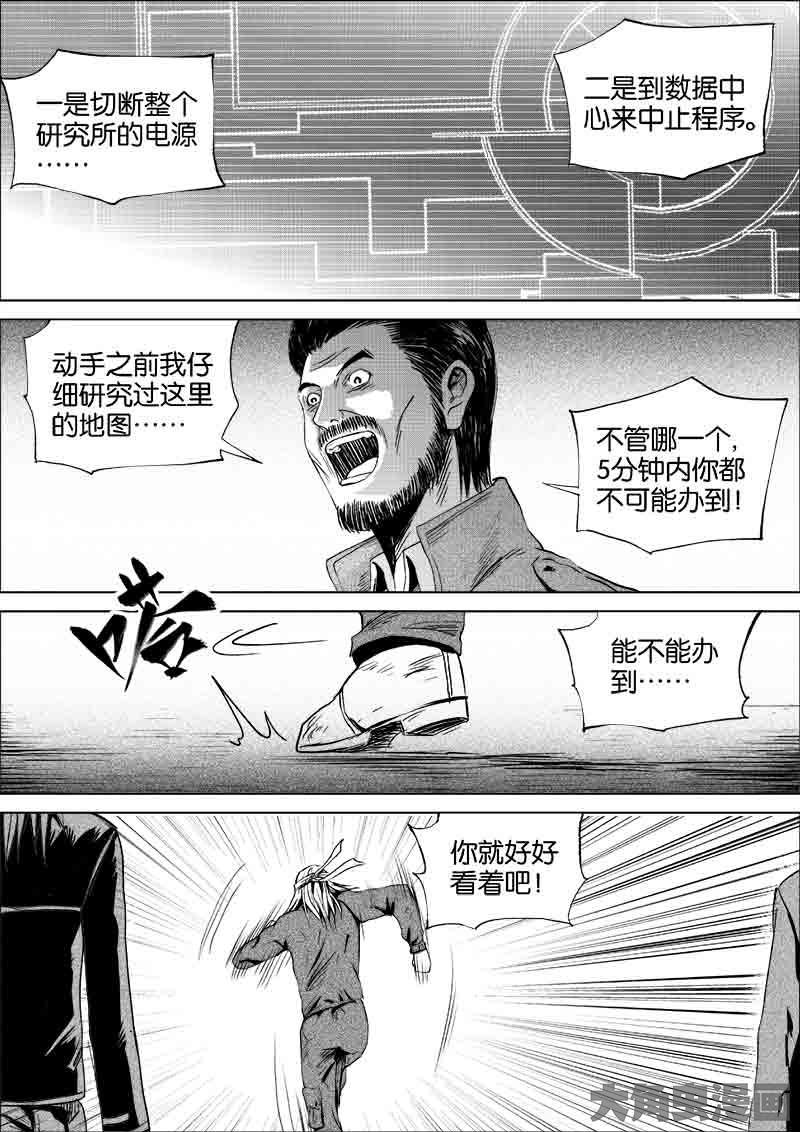 一是切断整个
研究所的电源
……
二是到数据中
心来中止程序。
动手之前我仔
细研究过这里
的地图……
不管哪一个，
5分钟内你都
不可能办到！
嗒
能不能办
到……
你就好好
看着吧！
大角虫漫画